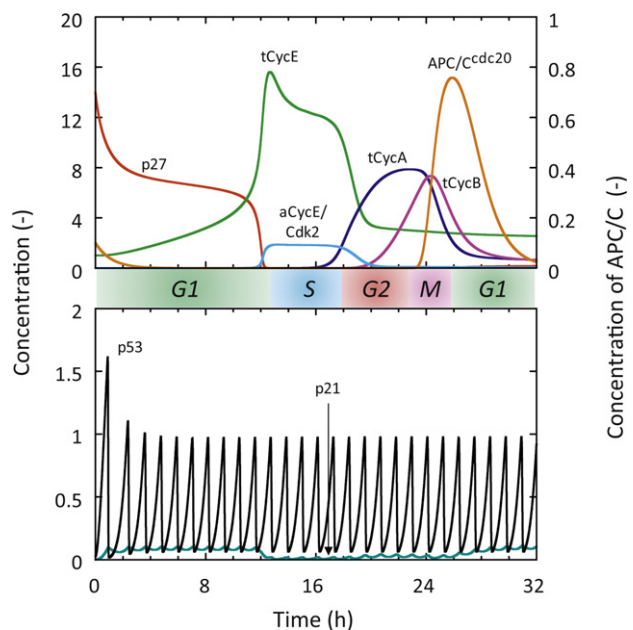 20
16
12
8
4
0
Concentration (-)
1
0.8
0.6
0.4
0.2
0
Concentration of APC/C (-)
tCycE
APC/Ccdc20
p27
tCycA
tCycB
aCycE/
Cdk2
G1 S G2 M G1
2
1.5
1
0.5
0
p53
p21
0 8 16 24 32
Time (h)